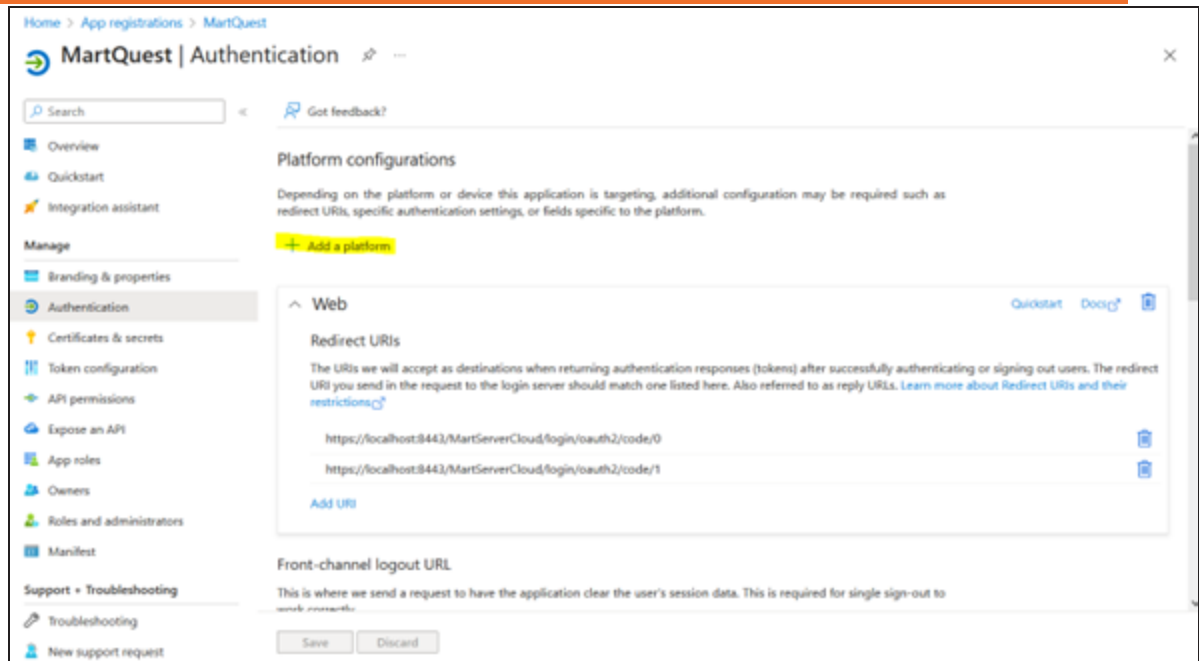 Home > App registrations > MartQuest
MartQuest | Authentication
Search
Got feedback?
Overview
Quickstart
Integration assistant
Manage
Branding & properties
Authentication
Certificates & secrets
Token configuration
API permissions
Expose an API
App roles
Owners
Roles and administrators
Manifest
Support + Troubleshooting
Troubleshooting
New support request
Platform configurations
Depending on the platform or device this application is targeting, additional configuration may be required such as
redirect URIs, specific authentication settings, or fields specific to the platform.
+ Add a platform
Web
Quickstart Docs
Redirect URIs
The URIs we will accept as destinations when returning authentication responses (tokens) after successfully authenticating or signing out users. The redirect
URI you send in the request to the login server should match one listed here. Also referred to as reply URLs. Learn more about Redirect URIs and their
restrictions
https://localhost:8443/MartServerCloud/login/oauth2/code/0
https://localhost:8443/MartServerCloud/login/oauth2/code/1
Add URI
Front-channel logout URL
This is where we send a request to have the application clear the user's session data. This is required for single sign-out to
work correctly.
Save Discard